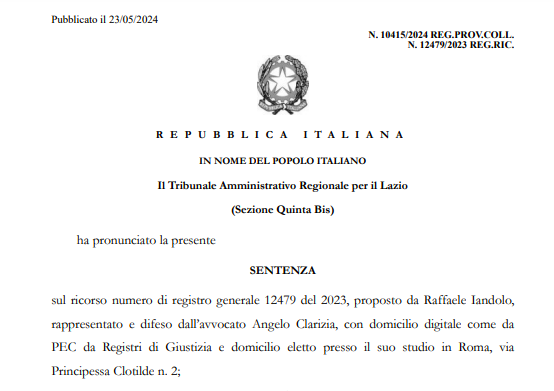 Pubblicato il 23/05/2024
N. 10415/2024 REG.PROV.COLL.
N. 12479/2023 REG.RIC.
R E P U B B L I C A I T A L I A N A
IN NOME DEL POPOLO ITALIANO
Il Tribunale Amministrativo Regionale per il Lazio
(Sezione Quinta Bis)
ha pronunciato la presente
SENTENZA
sul ricorso numero di registro generale 12479 del 2023, proposto da Raffaele Iandolo,
rappresentato e difeso dall'avvocato Angelo Clarizia, con domicilio digitale come da
PEC da Registri di Giustizia e domicilio eletto presso il suo studio in Roma, via
Principessa Clotilde n. 2;